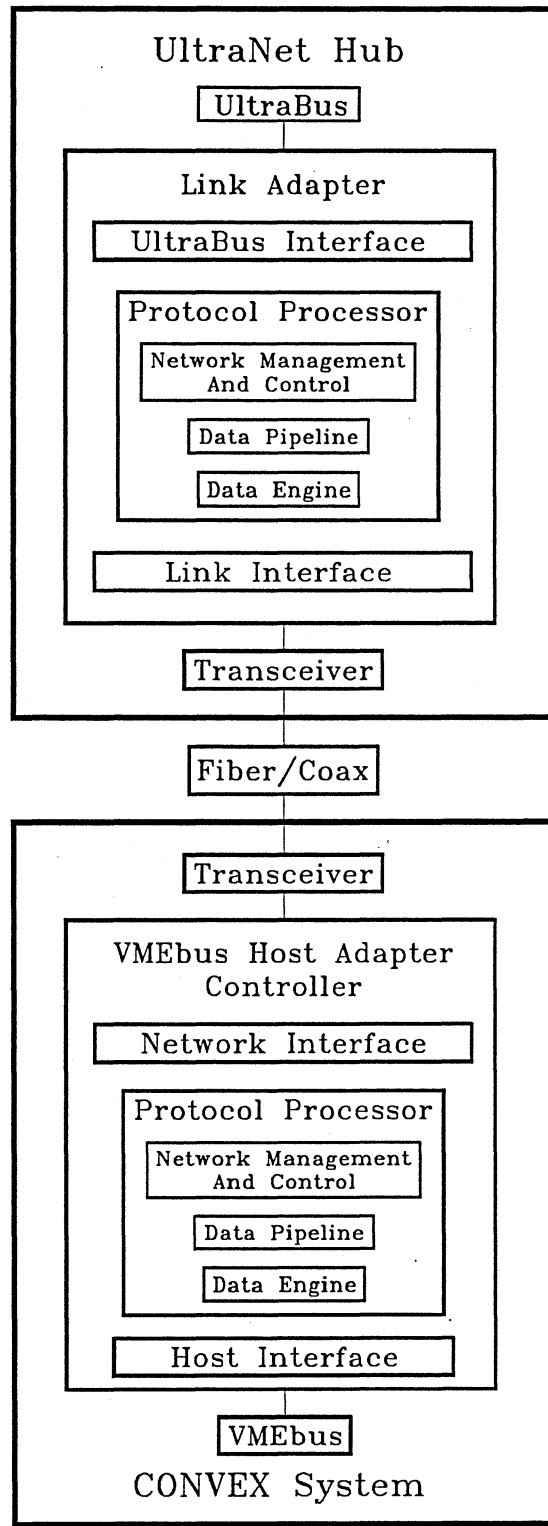 UltraNet Hub
UltraBus
Link Adapter
UltraBus Interface
Protocol Processor
Network Management
And Control
Data Pipeline
Data Engine
Link Interface
Transceiver
Fiber/Coax
Transceiver
VMEbus Host Adapter
Controller
Network Interface
Protocol Processor
Network Management
And Control
Data Pipeline
Data Engine
Host Interface
VMEbus
CONVEX System